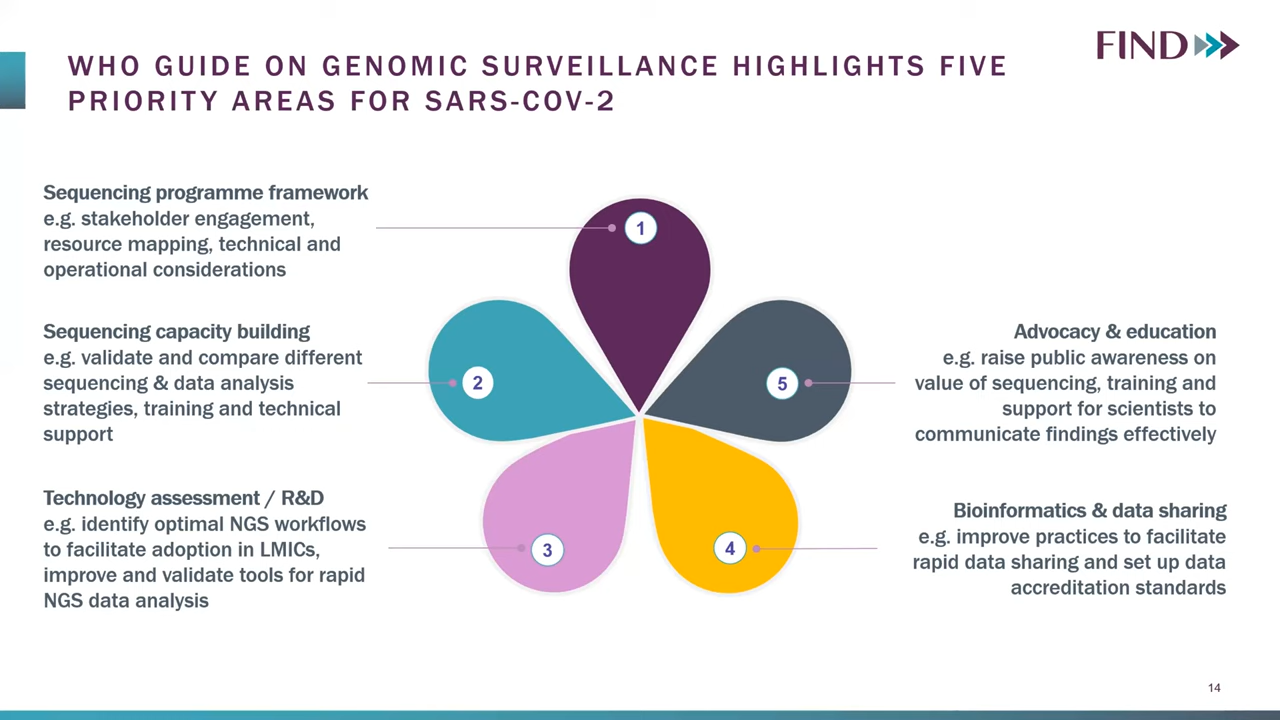 FIND
WHO GUIDE ON GENOMIC SURVEILLANCE HIGHLIGHTS FIVE
PRIORITY AREAS FOR SARS-COV-2
Sequencing programme framework
e.g. stakeholder engagement,
resource mapping, technical and
operational considerations
1
Sequencing capacity building
e.g. validate and compare different
sequencing & data analysis
strategies, training and technical
support
2
Technology assessment / R&D
e.g. identify optimal NGS workflows
to facilitate adoption in LMICs,
improve and validate tools for rapid
NGS data analysis
3
4
Bioinformatics & data sharing
e.g. improve practices to facilitate
rapid data sharing and set up data
accreditation standards
5
Advocacy & education
e.g. raise public awareness on
value of sequencing, training and
support for scientists to
communicate findings effectively
14